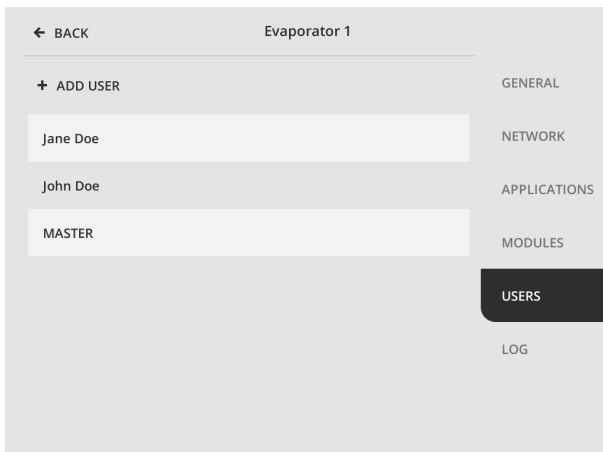 BACK
Evaporator 1
+ ADD USER
Jane Doe
John Doe
MASTER
GENERAL
NETWORK
APPLICATIONS
MODULES
USERS
LOG